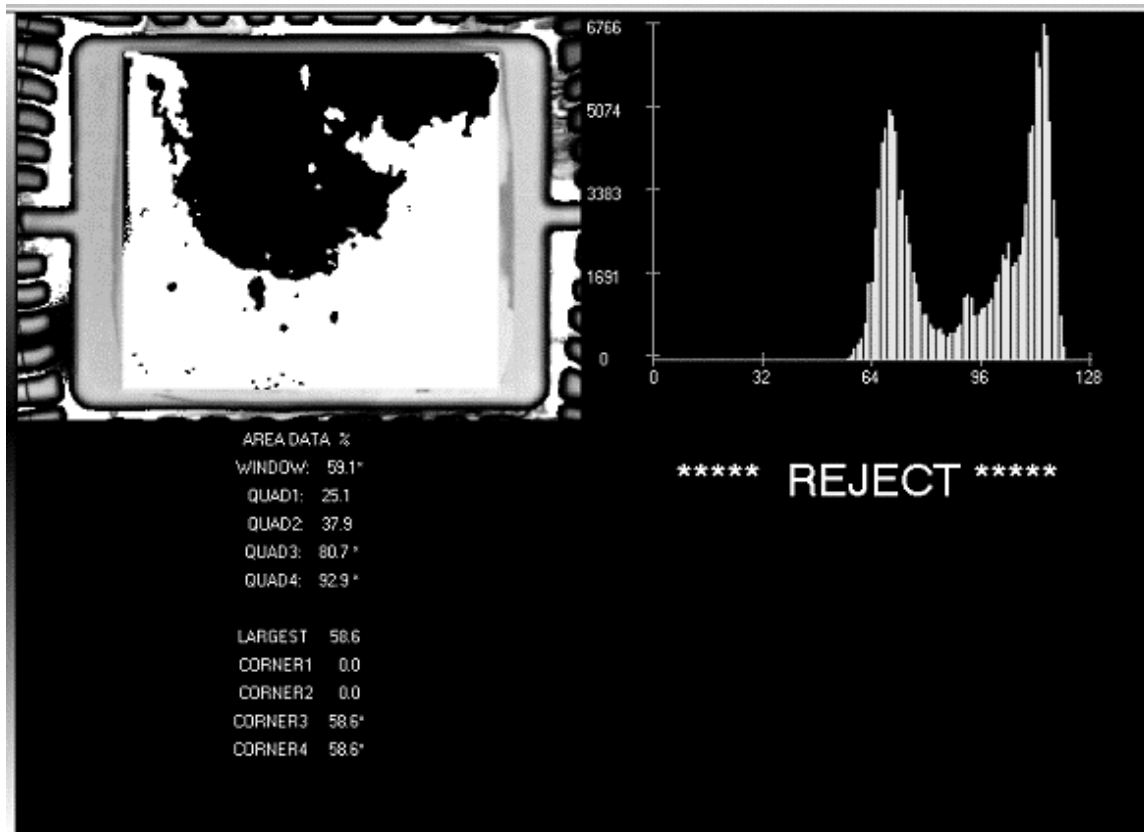 6766
5074
3383
1691
0
0 32 64 96 128
AREA DATA %
WINDOW: 59.1*
QUAD1: 25.1
QUAD2: 37.9
QUAD3: 80.7 *
QUAD4: 92.9 *
LARGEST 58.6
CORNER1 0.0
CORNER2 0.0
CORNER3 58.6*
CORNER4 58.6*
***** REJECT *****